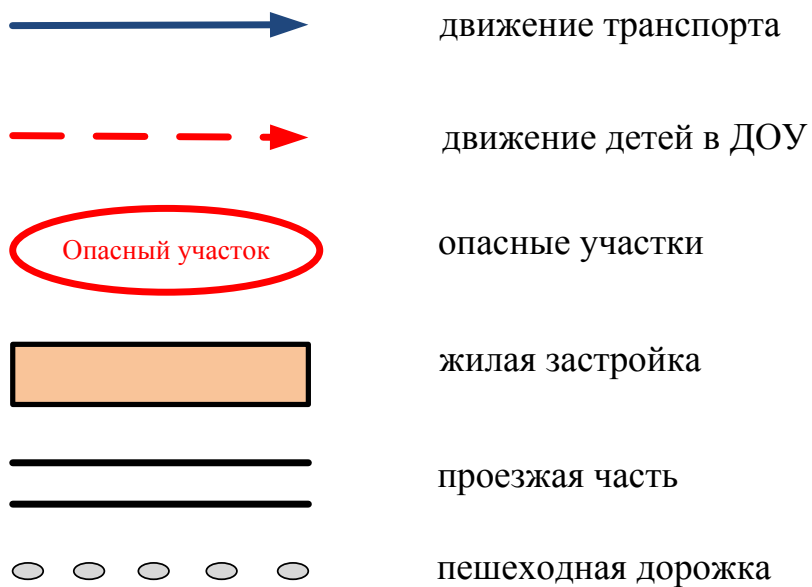 движение транспорта
движение детей в ДОУ
Опасный участок
опасные участки
жилая застройка
проезжая часть
пешеходная дорожка